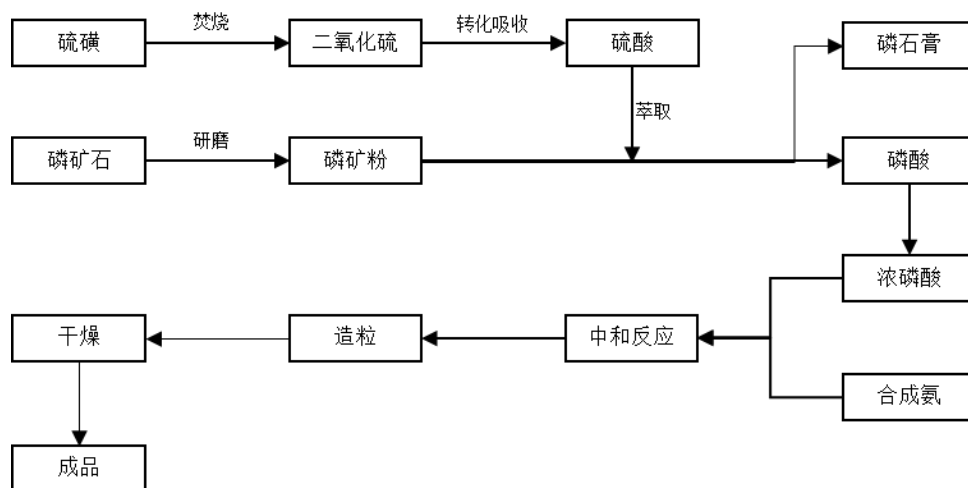 焚烧
转化吸收
硫磺
二氧化硫
硫酸
磷石膏
萃取
研磨
磷矿石
磷矿粉
磷酸
浓磷酸
干燥
造粒
中和反应
合成氨
成品